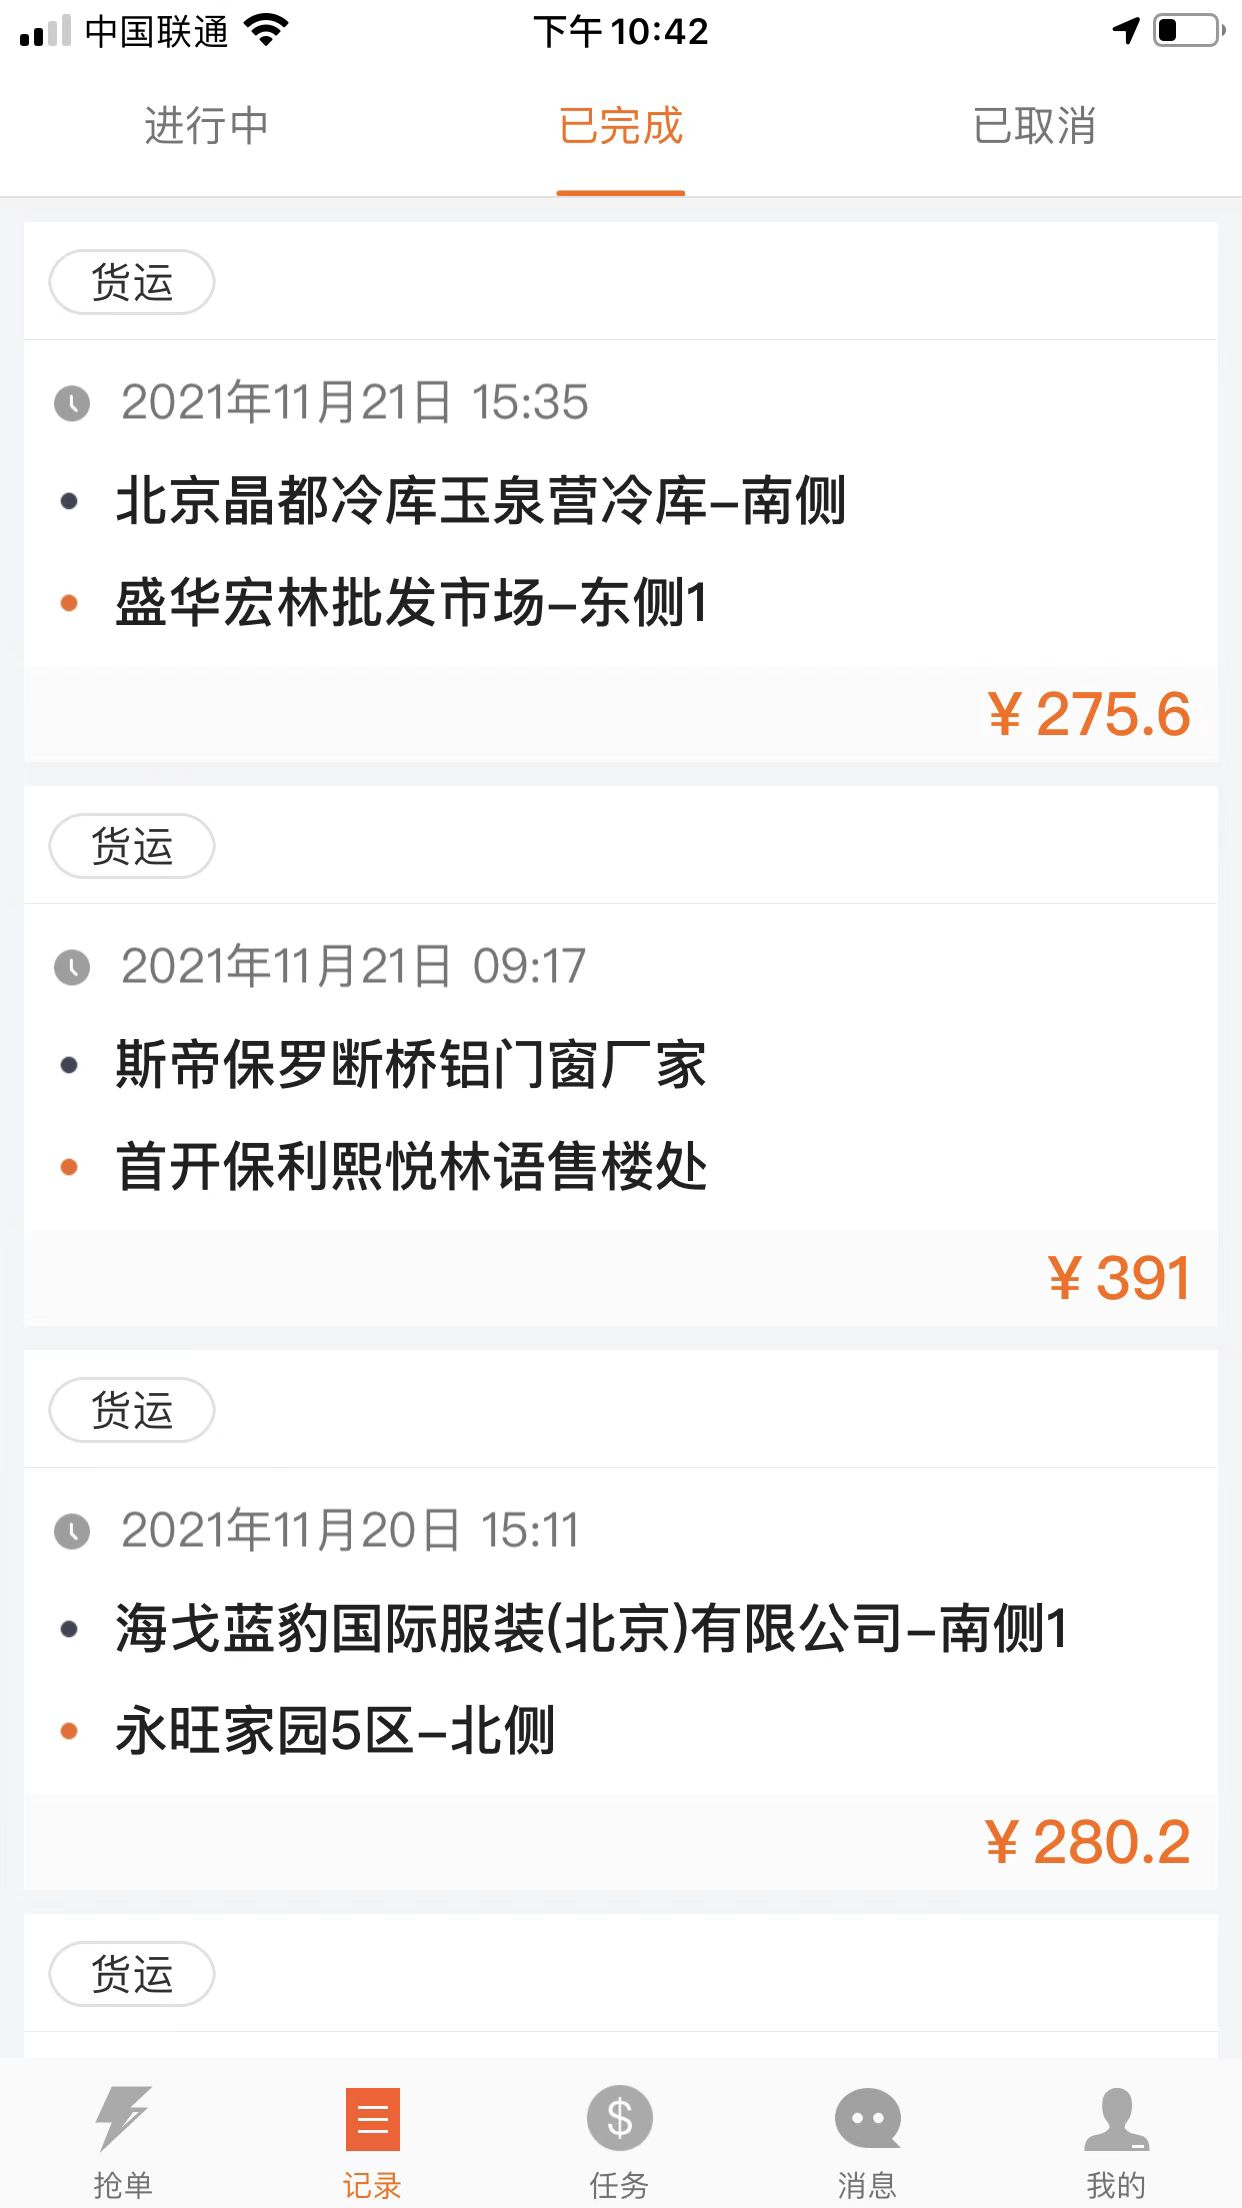 中国联通 下午 10:42
进行中 已完成 已取消
货运
2021年11月21日 15:35
北京晶都冷库玉泉营冷库-南侧
盛华宏林批发市场-东侧1
¥ 275.6
货运
2021年11月21日 09:17
斯帝保罗断桥铝门窗厂家
首开保利熙悦林语售楼处
¥ 391
货运
2021年11月20日 15:11
海戈蓝豹国际服装(北京)有限公司-南侧1
永旺家园5区-北侧
¥ 280.2
货运
抢单 记录 任务 消息 我的